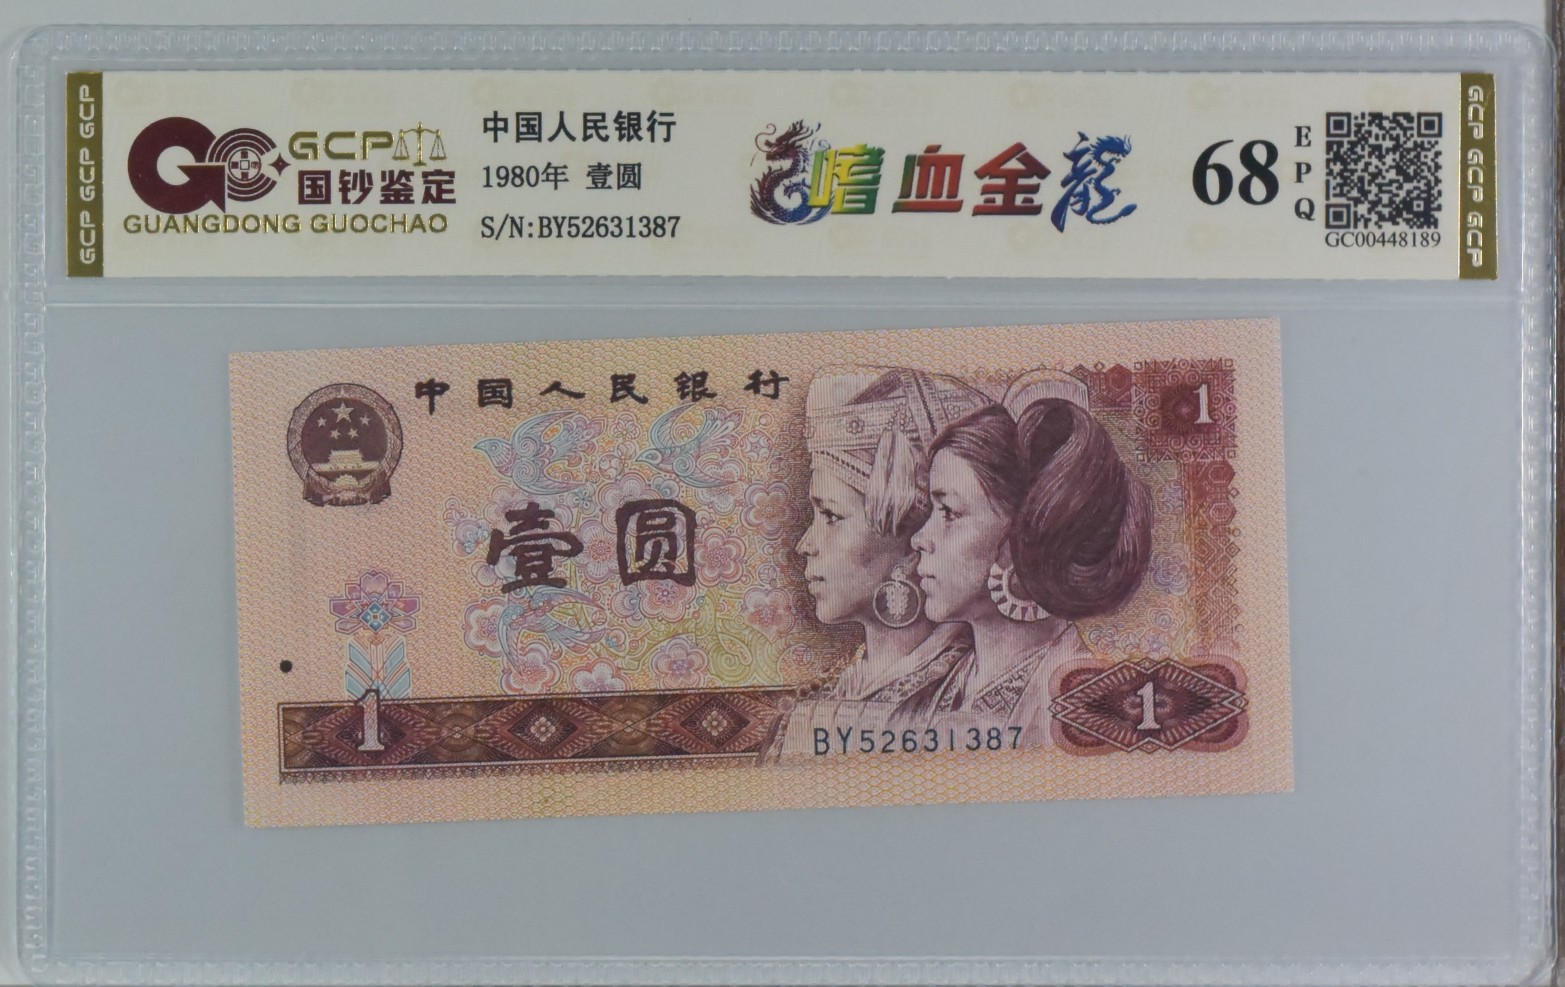 GCP GCP GCP
GC
GCP
国钞鉴定
GUANGDONG GUOCHAO
中国人民银行
1980年 壹圆
S/N:BY52631387
嗜血金龍
68
EPQ
GC00448189
GCP GCP GCP
中国人民银行
1
壹圆
1
BY52631387
1